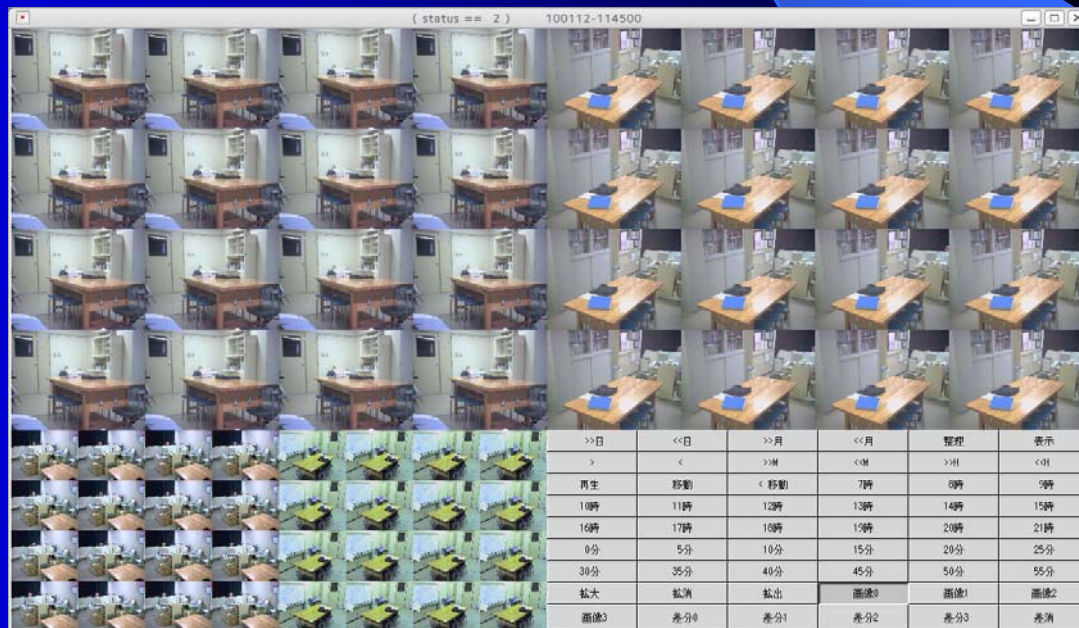 ( status == 2 ) 100112-114500
>>日 <<日 >>月 <<月 整理 表示
> < >>M <<M >>H <<H
再生 移動 < 移動 7時 8時 9時
10時 11時 12時 13時 14時 15時
16時 17時 18時 19時 20時 21時
0分 5分 10分 15分 20分 25分
30分 35分 40分 45分 50分 55分
拡大 拡消 拡出 画像0 画像1 画像2
画像3 差分0 差分1 差分2 差分3 差消